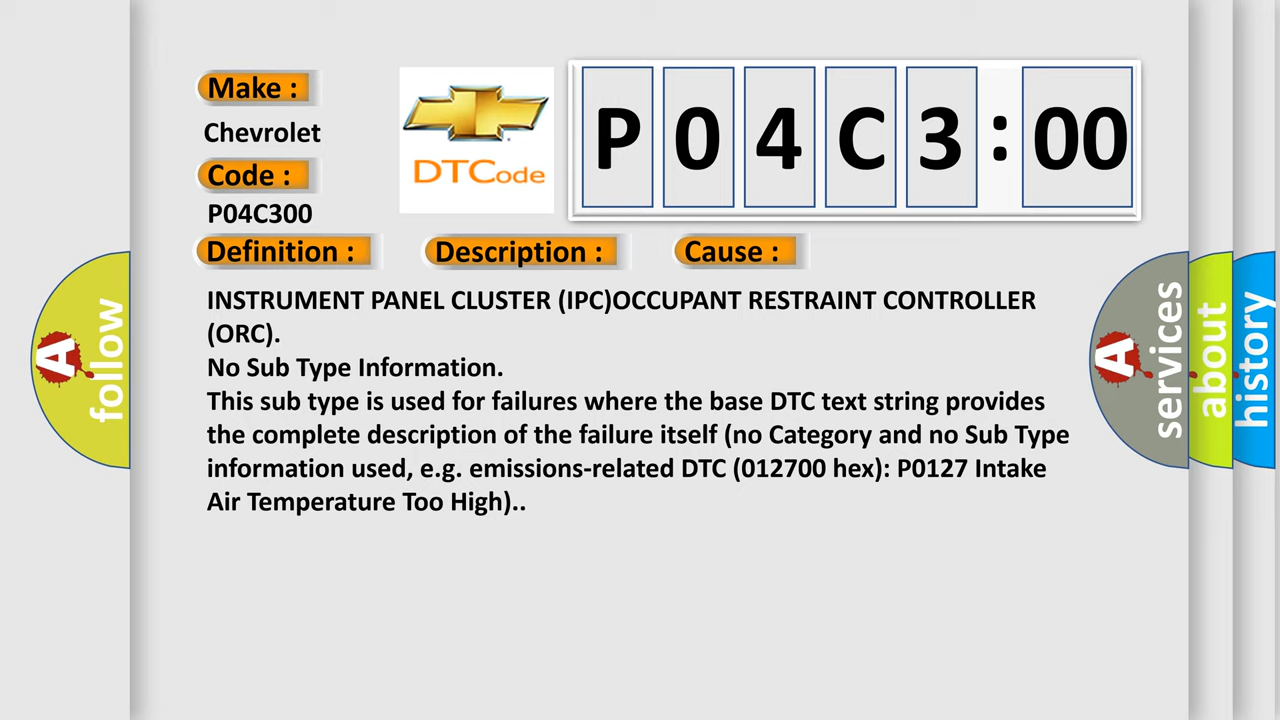 Make :
Chevrolet
Code :
P04C300
DTCode
P04C3:00
Definition :
Description :
Cause :
INSTRUMENT PANEL CLUSTER (IPC)OCCUPANT RESTRAINT CONTROLLER
(ORC).
No Sub Type Information.
This sub type is used for failures where the base DTC text string provides
the complete description of the failure itself (no Category and no Sub Type
information used, e.g. emissions-related DTC (012700 hex): P0127 Intake
Air Temperature Too High)..
A
follow
A
services
about
history